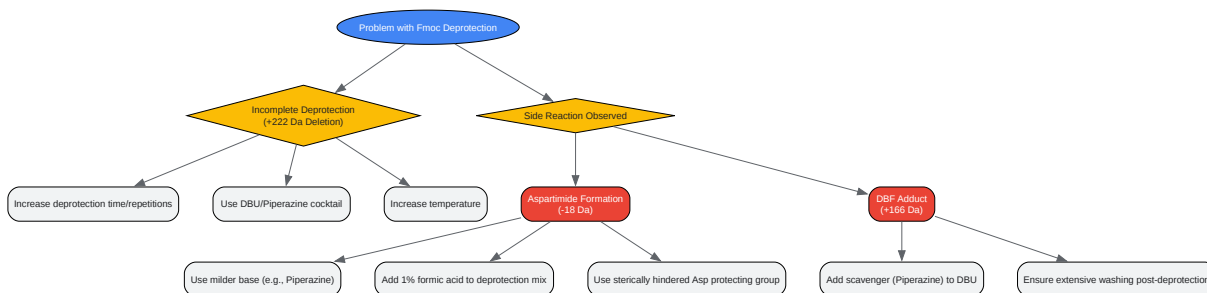 Problem with Fmoc Deprotection
Incomplete Deprotection
(+222 Da Deletion)
Side Reaction Observed
Increase deprotection time/repetitions
Use DBU/Piperazine cocktail
Increase temperature
Aspartimide Formation
(-18 Da)
DBF Adduct
(+166 Da)
Use milder base (e.g., Piperazine)
Add 1% formic acid to deprotection mix
Use sterically hindered Asp protecting group
Add scavenger (Piperazine) to DBU
Ensure extensive washing post-deprotection